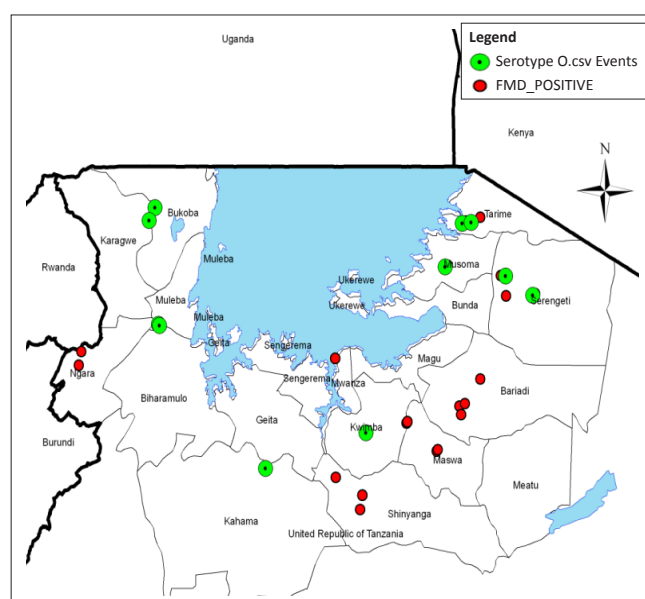 Uganda
Legend
Serotype O.csv Events
FMD_POSITIVE
Kenya
N
Bukoba
Tarime
Karagwe
Muleba
Rwanda
Musoma
Ukerewe
Muleba
Ukerewe
Serengeti
Bunda
Muleba
Geita
Sengerema
Magu
Ngara
Sengerema
Mwanza
Bariadi
Biharamulo
Geita
Kwimba
Burundi
Maswa
Meatu
Shinyanga
Kahama
United Republic of Tanzania